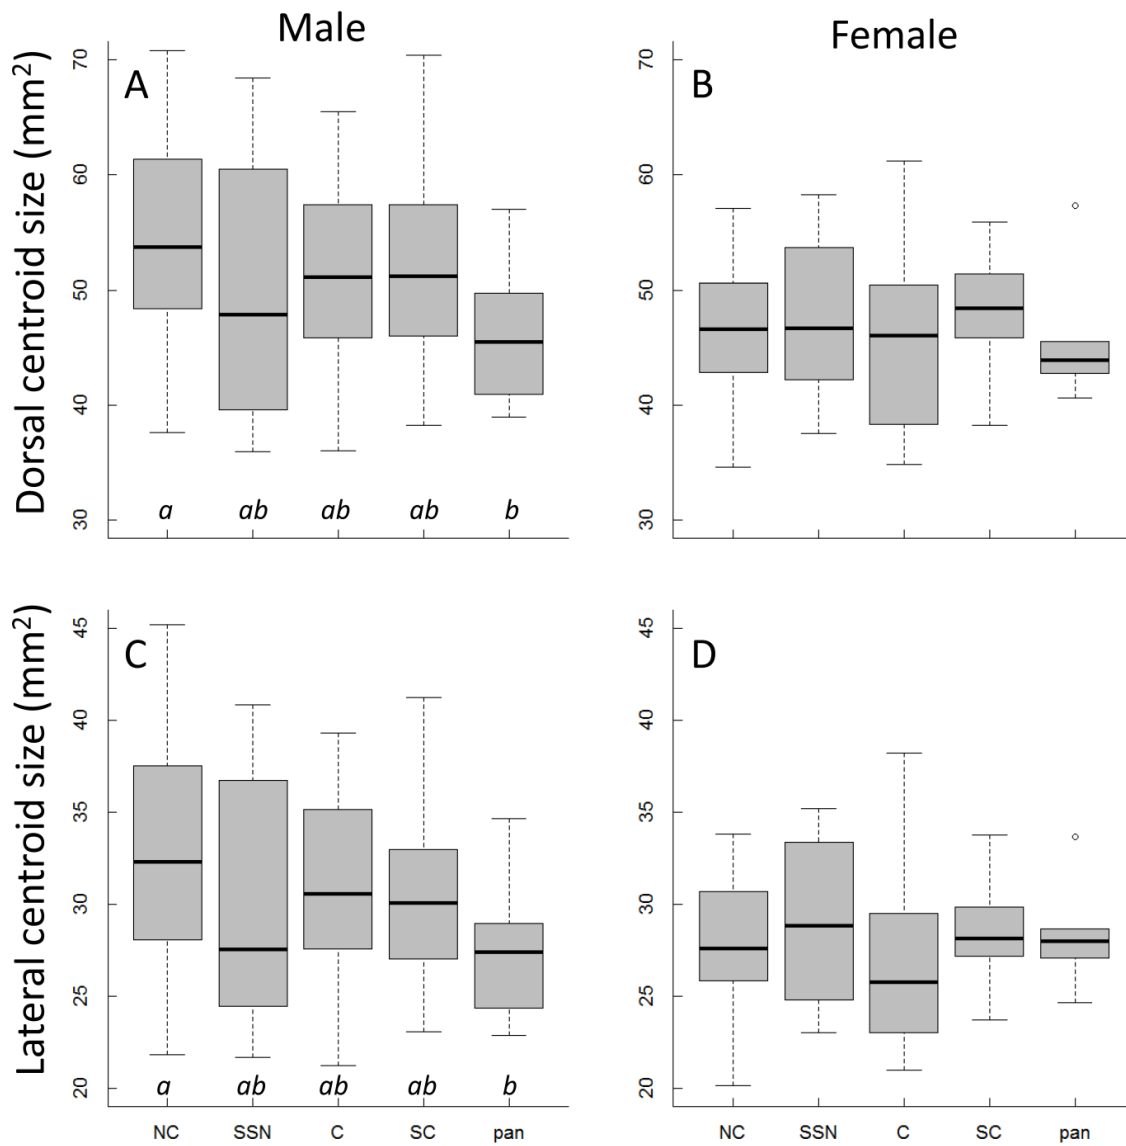 Male
Female
Dorsal centroid size (mm²)
A
70
60
50
40
30
a ab ab ab b
B
70
60
50
40
30
Lateral centroid size (mm²)
C
45
40
35
30
25
20
a ab ab ab b
NC SSN C SC pan
D
45
40
35
30
25
20
NC SSN C SC pan